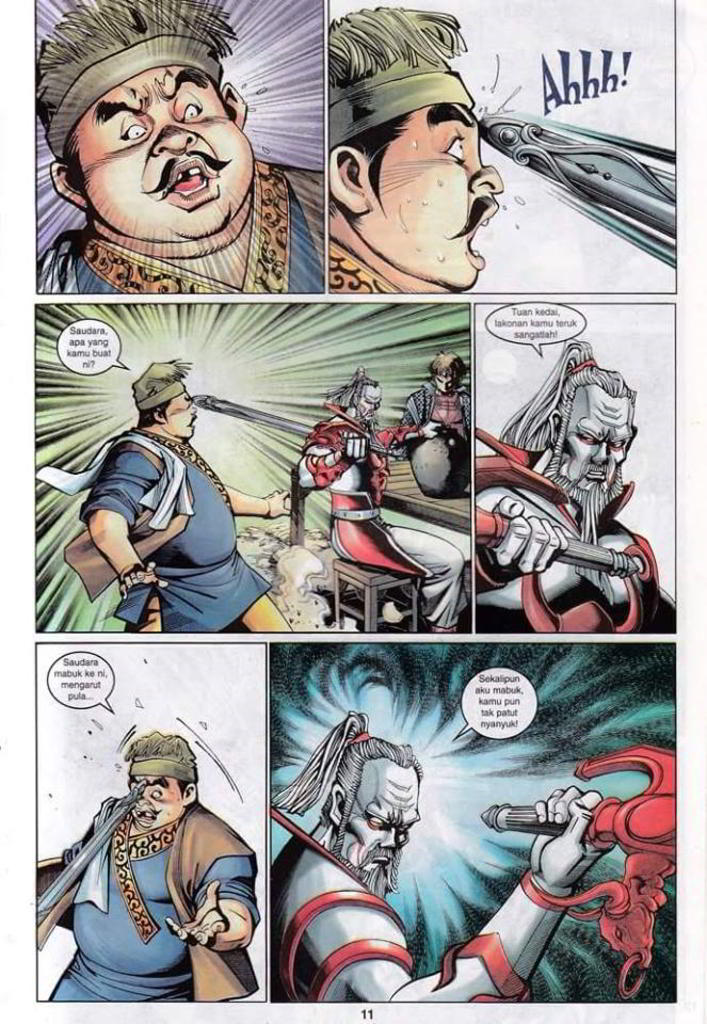 Ahhh!
Saudara,
apa yang
kamu buat
ni?
Tuan kedai,
lakonan kamu teruk
sangatlah!
Saudara
mabuk ke ni,
mengarut
pula...
Sekalipun
aku mabuk,
kamu pun
tak patut
nyanyuk!
11